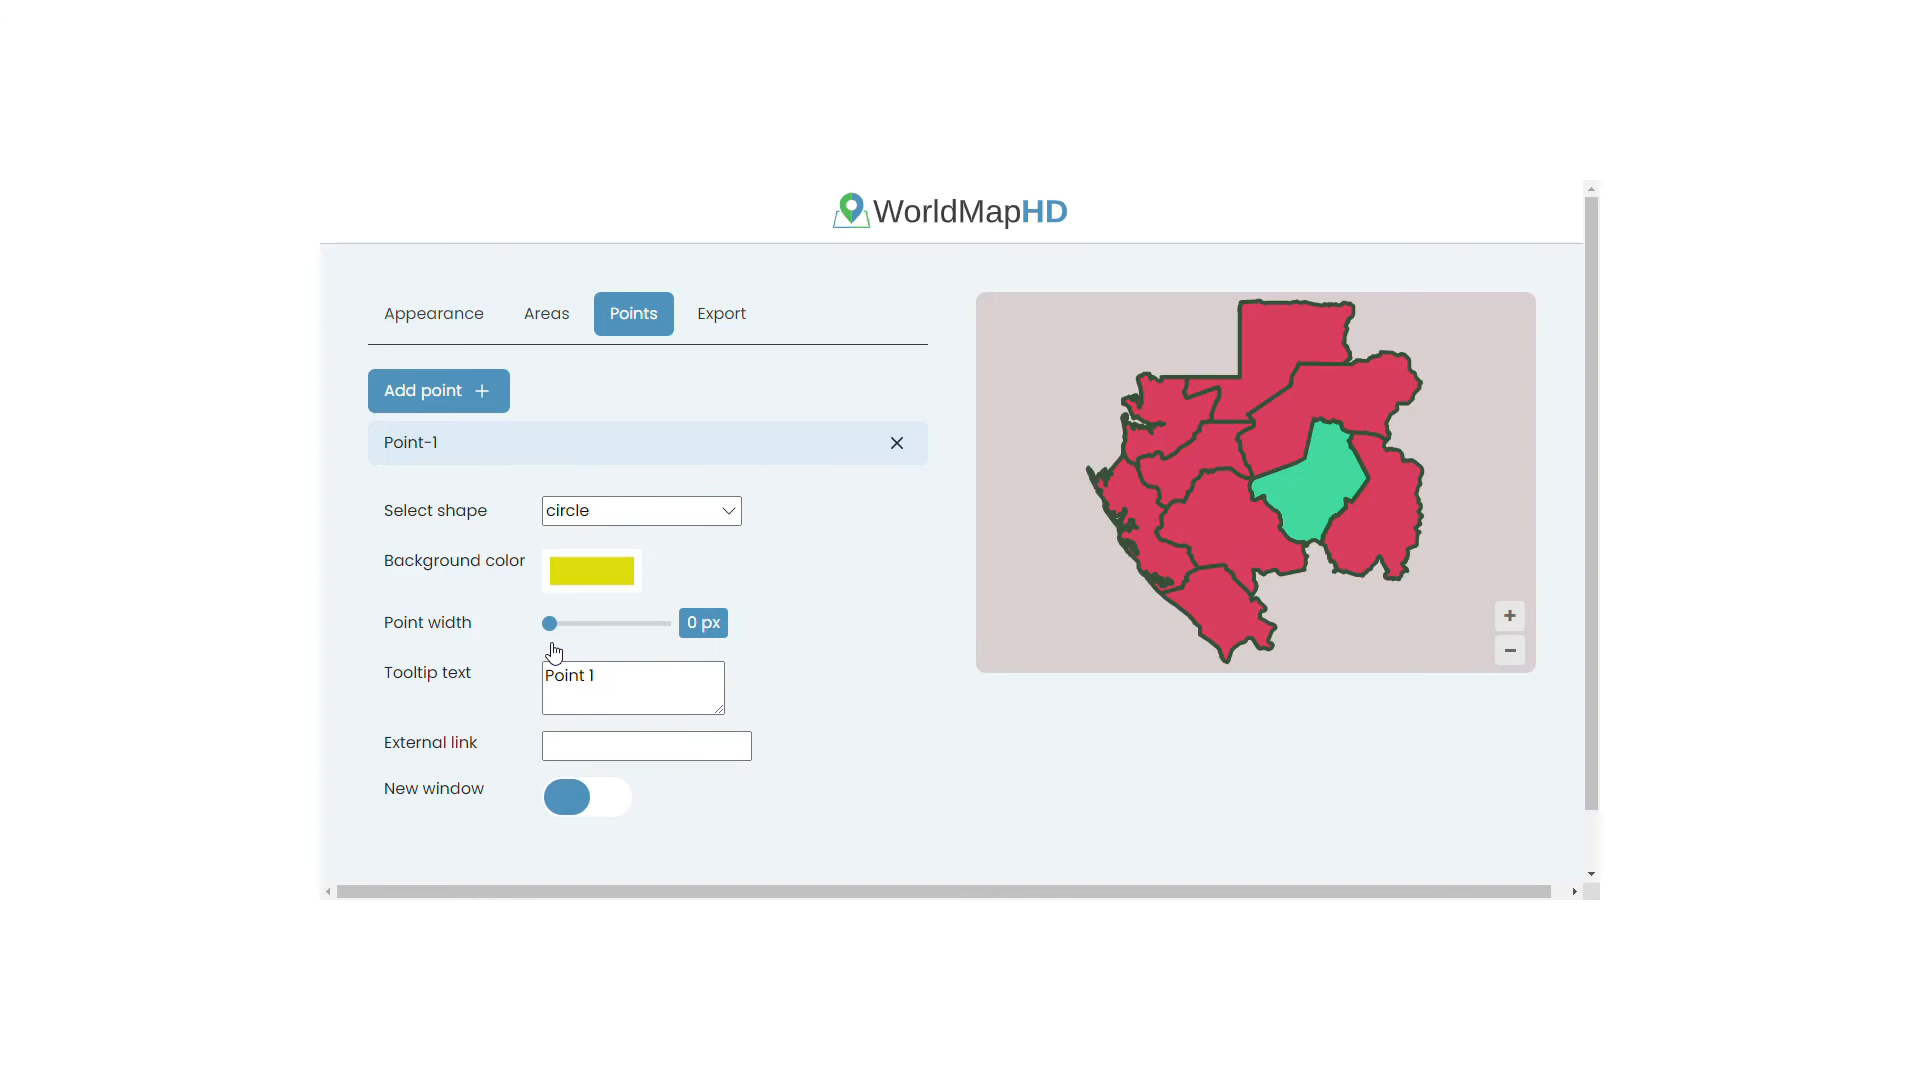 WorldMapHD
Appearance Areas Points Export
Add point +
Point-1
Select shape circle
Background color
Point width 0 px
Tooltip text Point 1
External link
New window